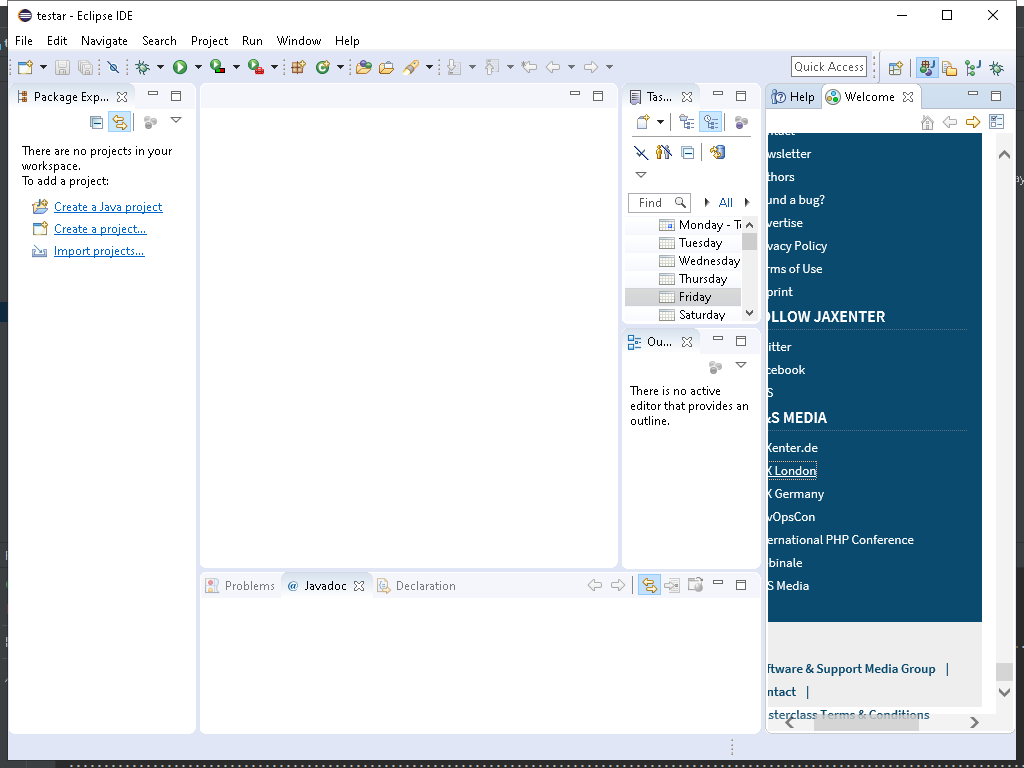 testar - Eclipse IDE
File Edit Navigate Search Project Run Window Help
Quick Access
Package Exp...
There are no projects in your
workspace.
To add a project:
Create a Java project
Create a project...
Import projects...
Tas...
Find
All
Monday - T
Tuesday
Wednesday
Thursday
Friday
Saturday
Ou...
There is no active
editor that provides an
outline.
Problems
@ Javadoc
Declaration
Help
Welcome
ntact
wsletter
thors
und a bug?
vertise
vacy Policy
rms of Use
print
OLLOW JAXENTER
itter
cebook
S
&S MEDIA
Xenter.de
X London
X Germany
vOpsCon
ernational PHP Conference
binale
S Media
ftware & Support Media Group |
ntact |
sterclass Terms & Conditions